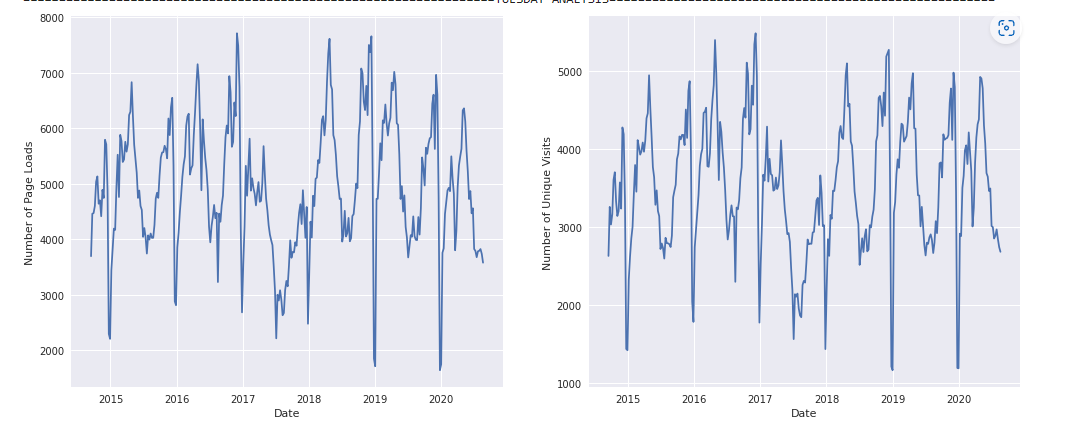 TUESDAY ANALYSIS
8000
7000
6000
5000
4000
3000
2000
Number of Page Loads
2015 2016 2017 2018 2019 2020
Date
5000
4000
3000
2000
1000
Number of Unique Visits
2015 2016 2017 2018 2019 2020
Date